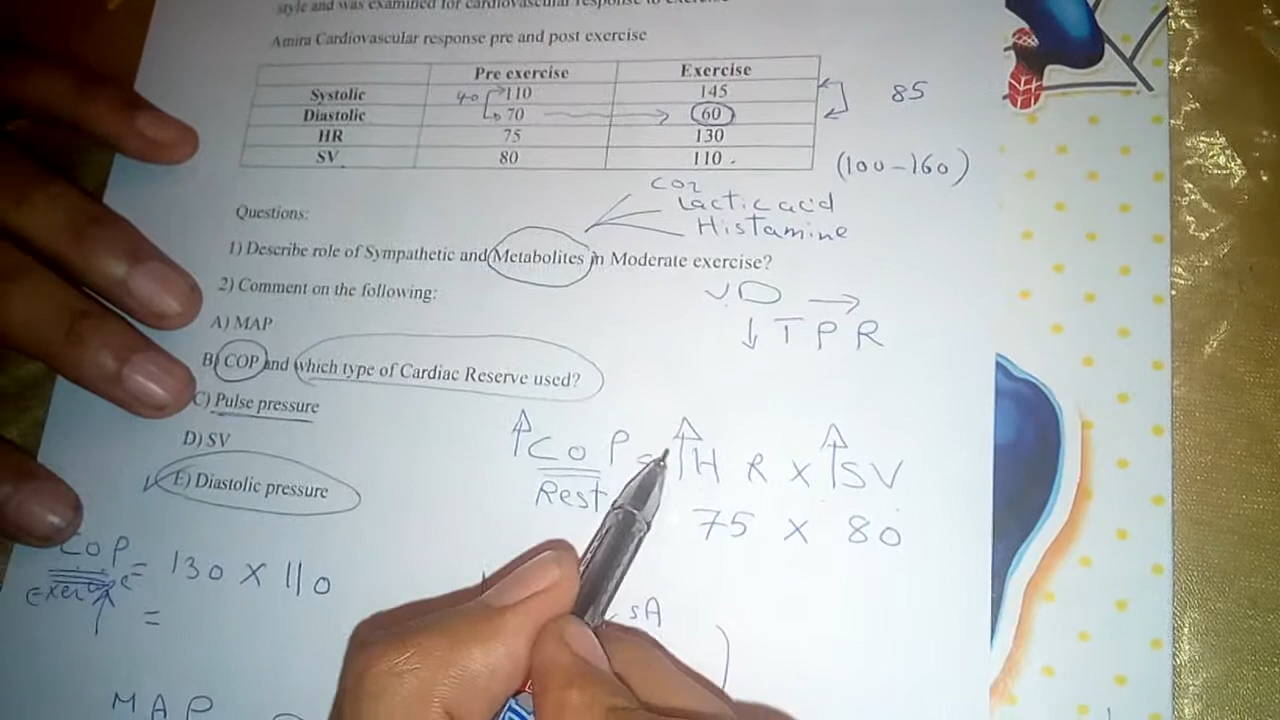 style and was examined for cardiovascular response to exercise
Amira Cardiovascular response pre and post exercise
Pre exercise Exercise
Systolic 40 110 145
Diastolic 70 60 85
HR 75 130
SV 80 110
(100-160)
CO2
Lactic acid
Histamine
Questions:
1) Describe role of Sympathetic and Metabolites in Moderate exercise?
2) Comment on the following:
VD →
↓ TPR
A) MAP
B) COP and which type of Cardiac Reserve used?
C) Pulse pressure
D) SV
E) Diastolic pressure
↑COP = ↑HR x ↑SV
Rest 75 x 80
COP = 130 x 110
=
SA
MAP